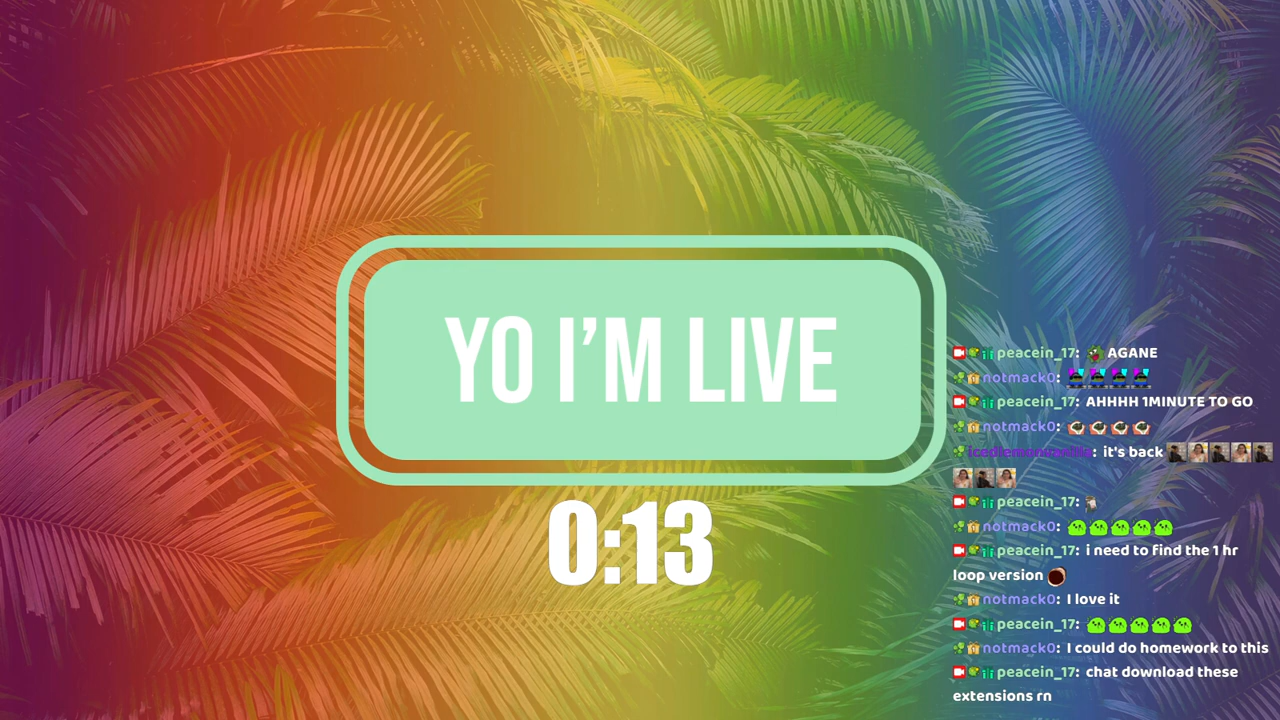 YO I’M LIVE
0:13
peacein_17: AGANE
notmack0:
peacein_17: AHHHH 1MINUTE TO GO
notmack0:
: it's back
peacein_17:
notmack0:
peacein_17: i need to find the 1 hr
loop version
notmack0: I love it
peacein_17:
notmack0: I could do homework to this
peacein_17: chat download these
extensions rn